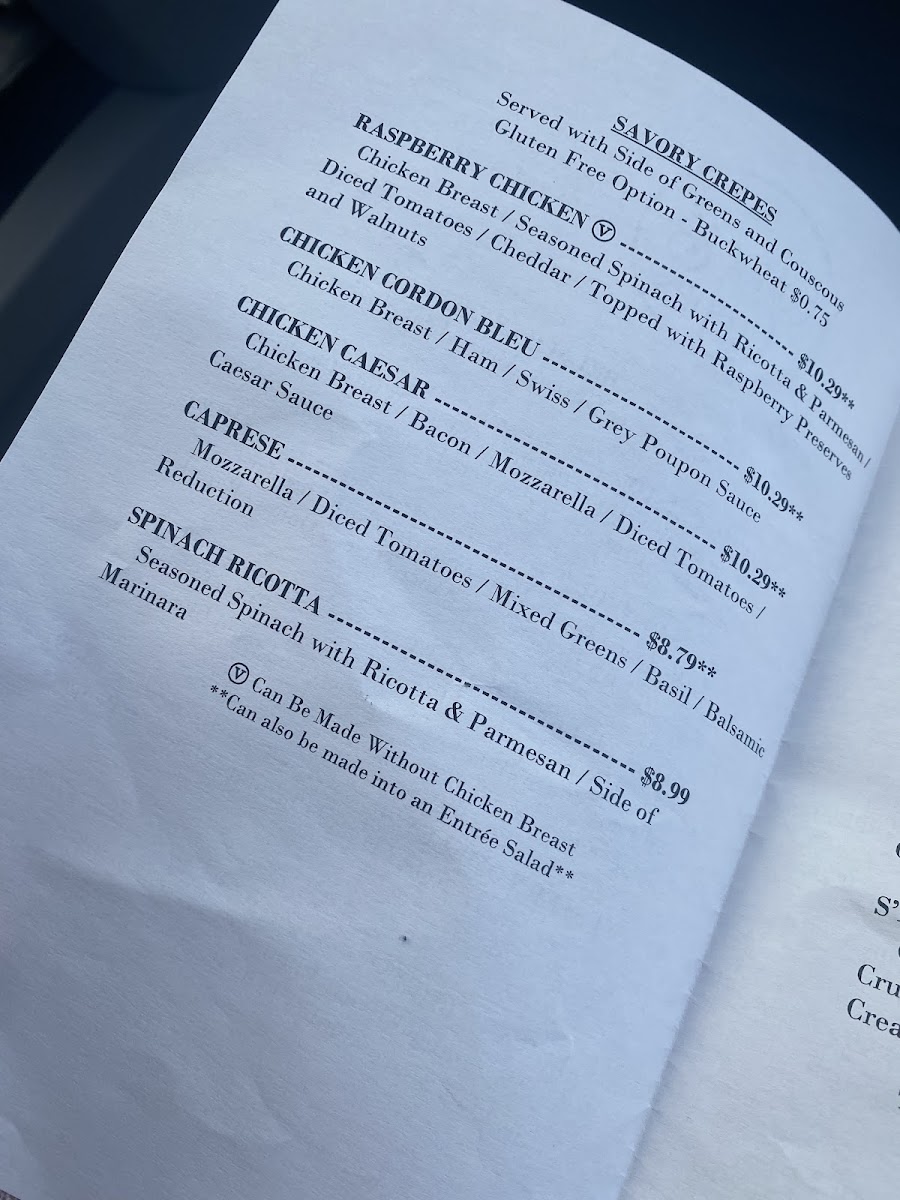 SAVORY CREPES
Served with Side of Greens and Couscous
Gluten Free Option - Buckwheat $0.75
RASPBERRY CHICKEN Ⓥ -------------------- $10.29**
Chicken Breast / Seasoned Spinach with Ricotta & Parmesan /
Diced Tomatoes / Cheddar / Topped with Raspberry Preserves
and Walnuts
CHICKEN CORDON BLEU ----------------------- $10.29**
Chicken Breast / Ham / Swiss / Grey Poupon Sauce
CHICKEN CAESAR -------------------------------- $10.29**
Chicken Breast / Bacon / Mozzarella / Diced Tomatoes /
Caesar Sauce
CAPRESE ----------------------------------------- $8.79**
Mozzarella / Diced Tomatoes / Mixed Greens / Basil / Balsamic
Reduction
SPINACH RICOTTA ----------------------------------- $8.99
Seasoned Spinach with Ricotta & Parmesan / Side of
Marinara
Ⓥ Can Be Made Without Chicken Breast
**Can also be made into an Entrée Salad**
S'
Cru
Crea